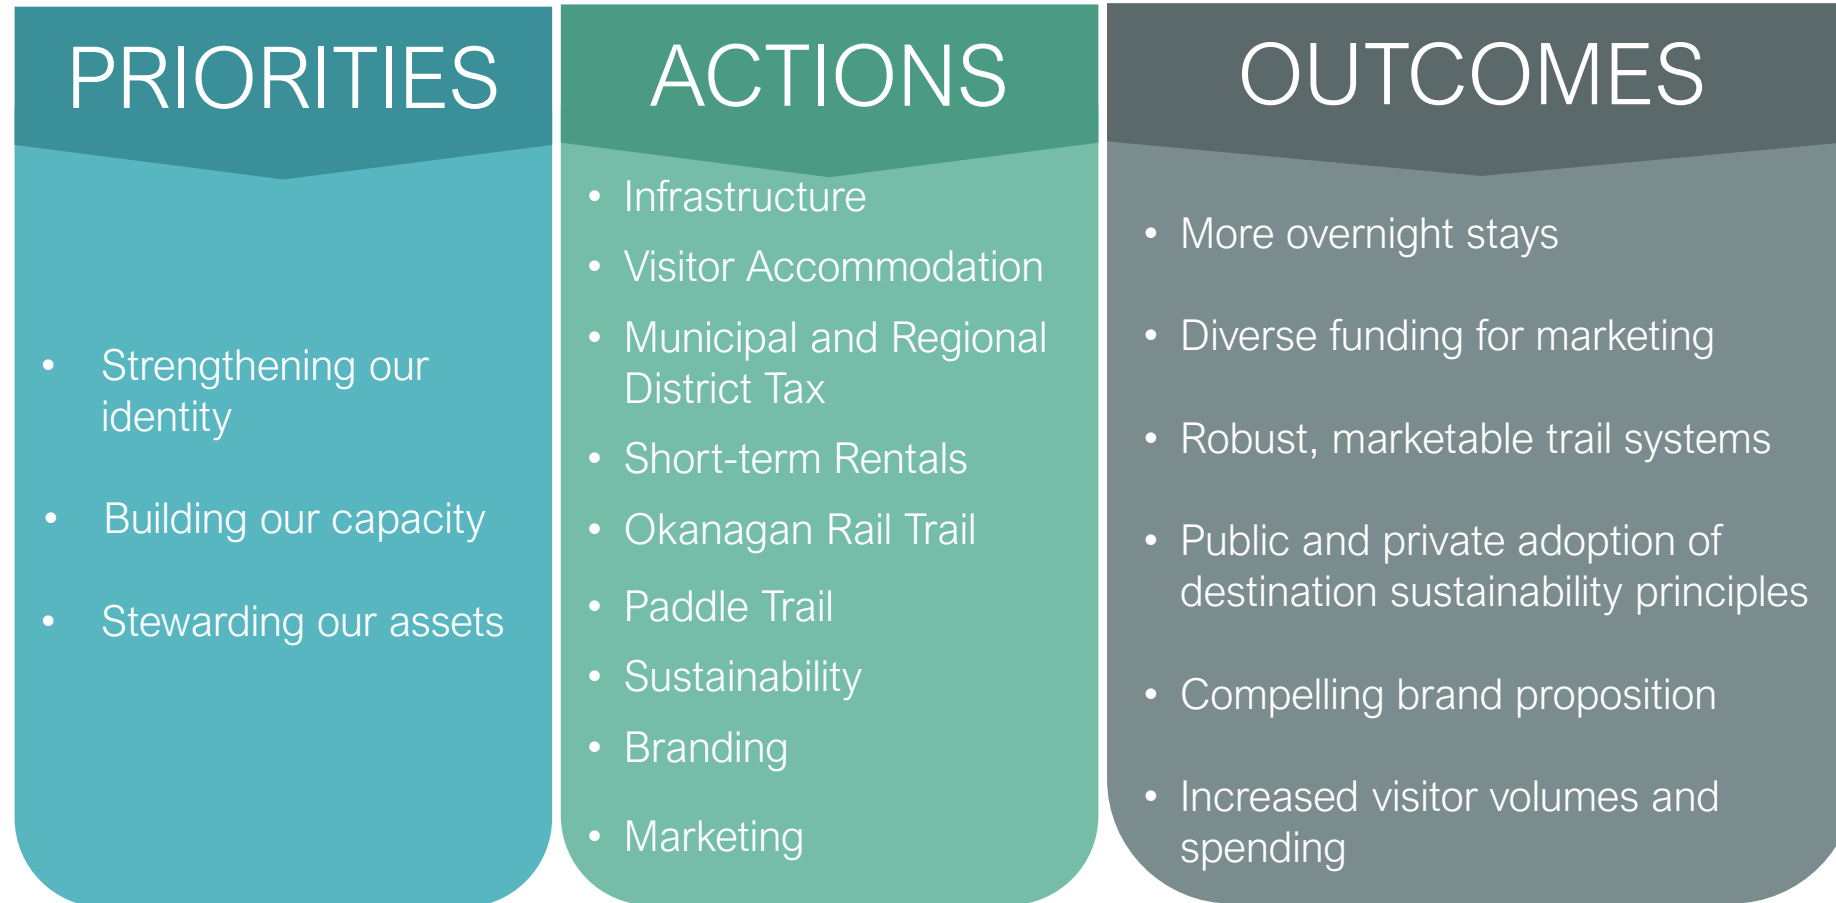 PRIORITIES
• Strengthening our
identity
• Building our capacity
• Stewarding our assets
ACTIONS
• Infrastructure
• Visitor Accommodation
• Municipal and Regional
District Tax
• Short-term Rentals
• Okanagan Rail Trail
• Paddle Trail
• Sustainability
• Branding
• Marketing
OUTCOMES
• More overnight stays
• Diverse funding for marketing
• Robust, marketable trail systems
• Public and private adoption of
destination sustainability principles
• Compelling brand proposition
• Increased visitor volumes and
spending